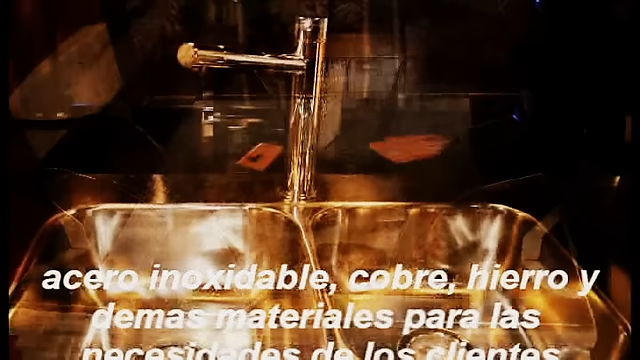 acero inoxidable, cobre, hierro y
demas materiales para las
necesidades de los clientes